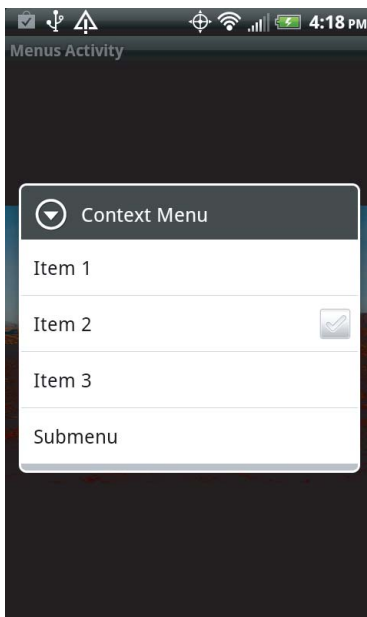 4:18 PM
Menus Activity
Context Menu
Item 1
Item 2
Item 3
Submenu